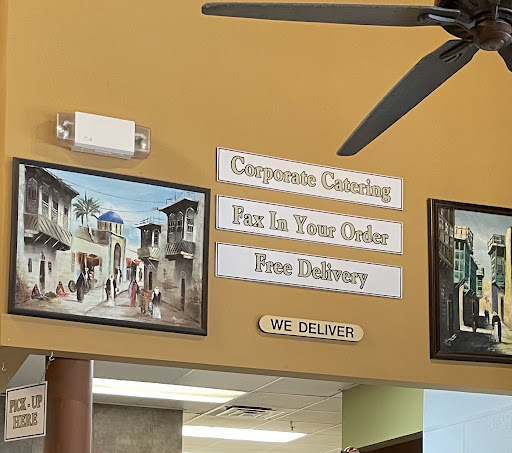 Corporate Catering
Fax In Your Order
Free Delivery
WE DELIVER
PICK-UP
HERE